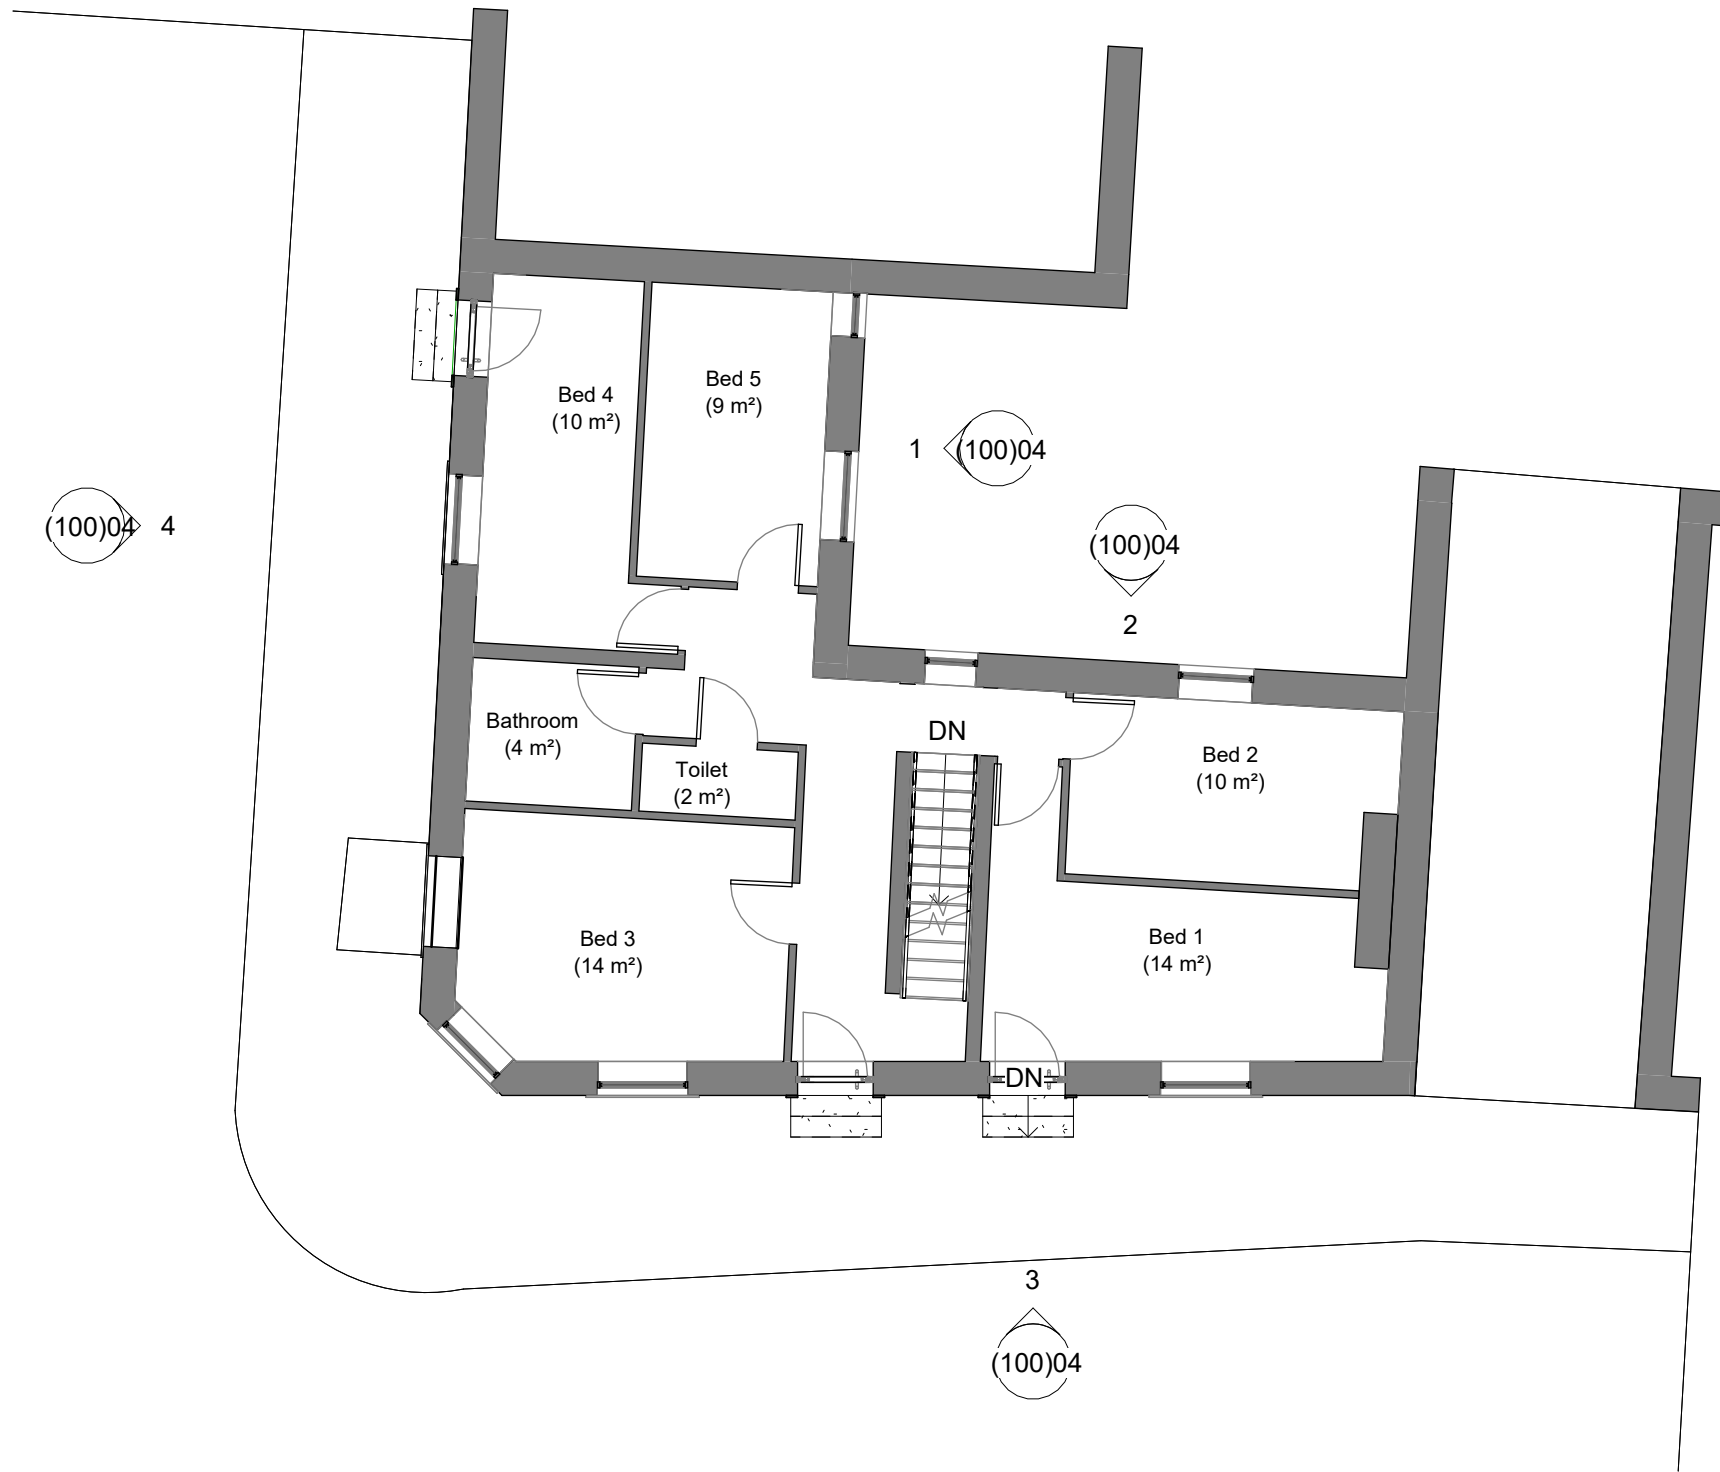 Bed 4
(10 m²)
Bed 5
(9 m²)
1
(100)04
(100)04
4
(100)04
2
Bathroom
(4 m²)
Toilet
(2 m²)
DN
Bed 2
(10 m²)
Bed 3
(14 m²)
Bed 1
(14 m²)
DN
3
(100)04